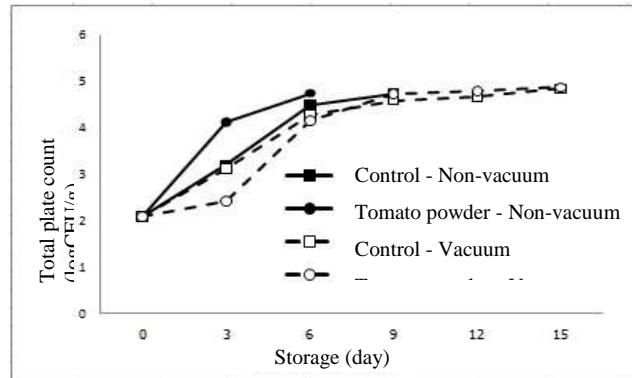 6
5
4
3
2
1
0
Total plate count
Control - Non-vacuum
Tomato powder - Non-vacuum
Control - Vacuum
0 3 6 9 12 15
Storage (day)